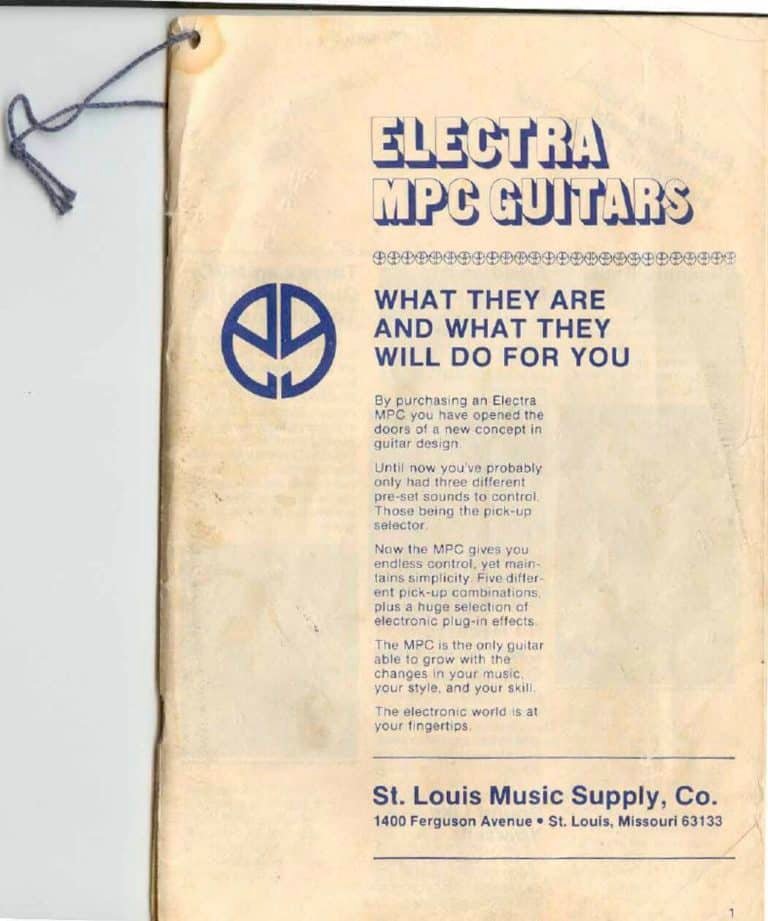 ELECTRA
MPC GUITARS
WHAT THEY ARE
AND WHAT THEY
WILL DO FOR YOU
By purchasing an Electra
MPC you have opened the
doors of a new concept in
guitar design.
Until now you've probably
only had three different
pre-set sounds to control.
Those being the pick-up
selector.
Now the MPC gives you
endless control, yet main-
tains simplicity. Five differ-
ent pick-up combinations,
plus a huge selection of
electronic plug-in effects.
The MPC is the only guitar
able to grow with the
changes in your music,
your style, and your skill.
The electronic world is at
your fingertips.
St. Louis Music Supply, Co.
1400 Ferguson Avenue • St. Louis, Missouri 63133
1